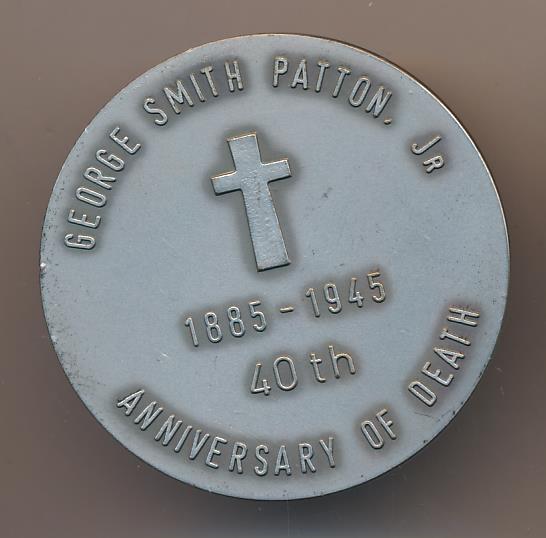 GEORGE SMITH PATTON, JR
1885-1945
40th
ANNIVERSARY OF DEATH